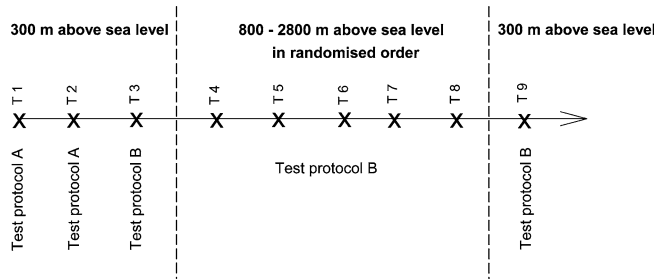 300 m above sea level
800 - 2800 m above sea level
in randomised order
300 m above sea level
T 1
T 2
T 3
T 4
T 5
T 6
T 7
T 8
T 9
Test protocol A
Test protocol A
Test protocol B
Test protocol B
Test protocol B